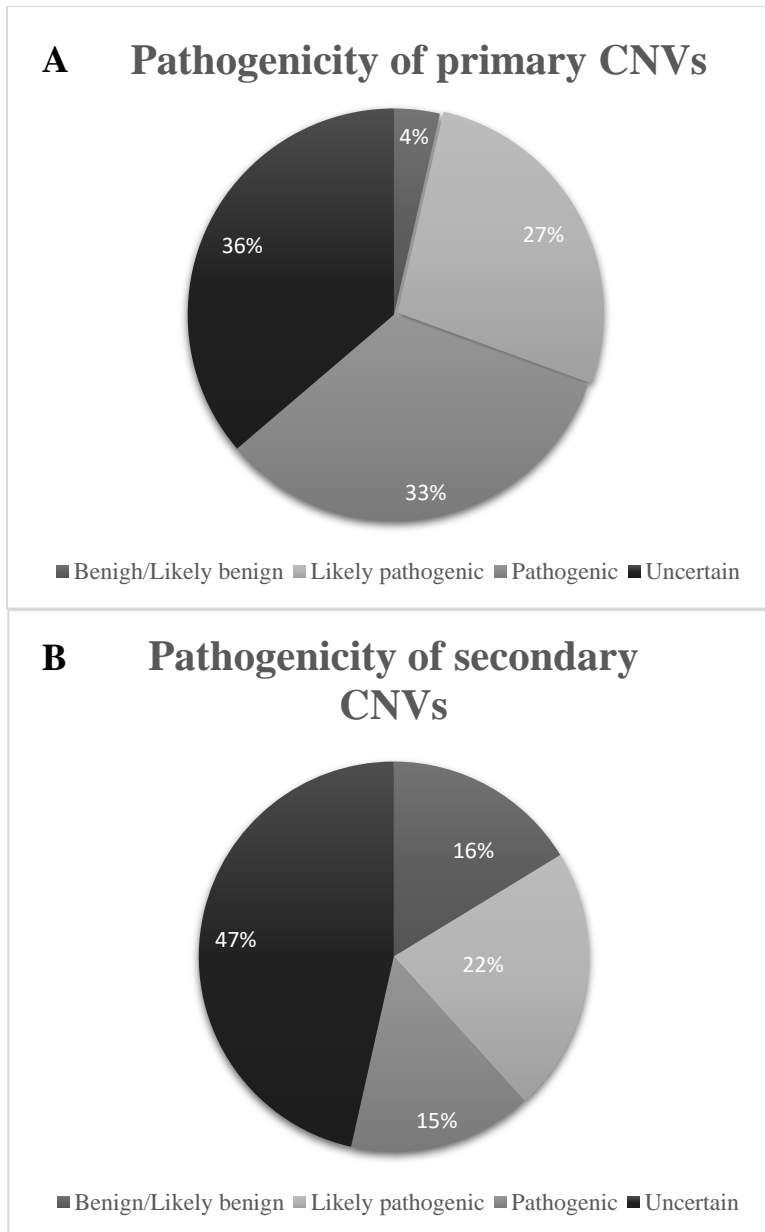 A Pathogenicity of primary CNVs
4%
27%
36%
33%
Benigh/Likely benign Likely pathogenic Pathogenic Uncertain
B Pathogenicity of secondary
CNVs
16%
47%
22%
15%
Benign/Likely benign Likely pathogenic Pathogenic Uncertain